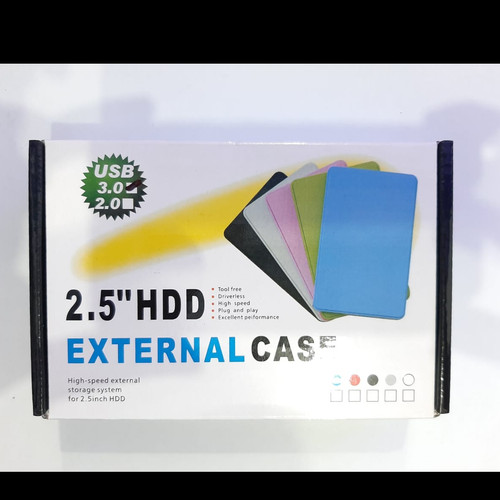 USB
3.0
2.0
2.5"HDD
Tool free
Driverless
High speed
Plug and play
Excellent peiformance
EXTERNAL CASE
High-speed external
storage system
for 2.5inch HDD